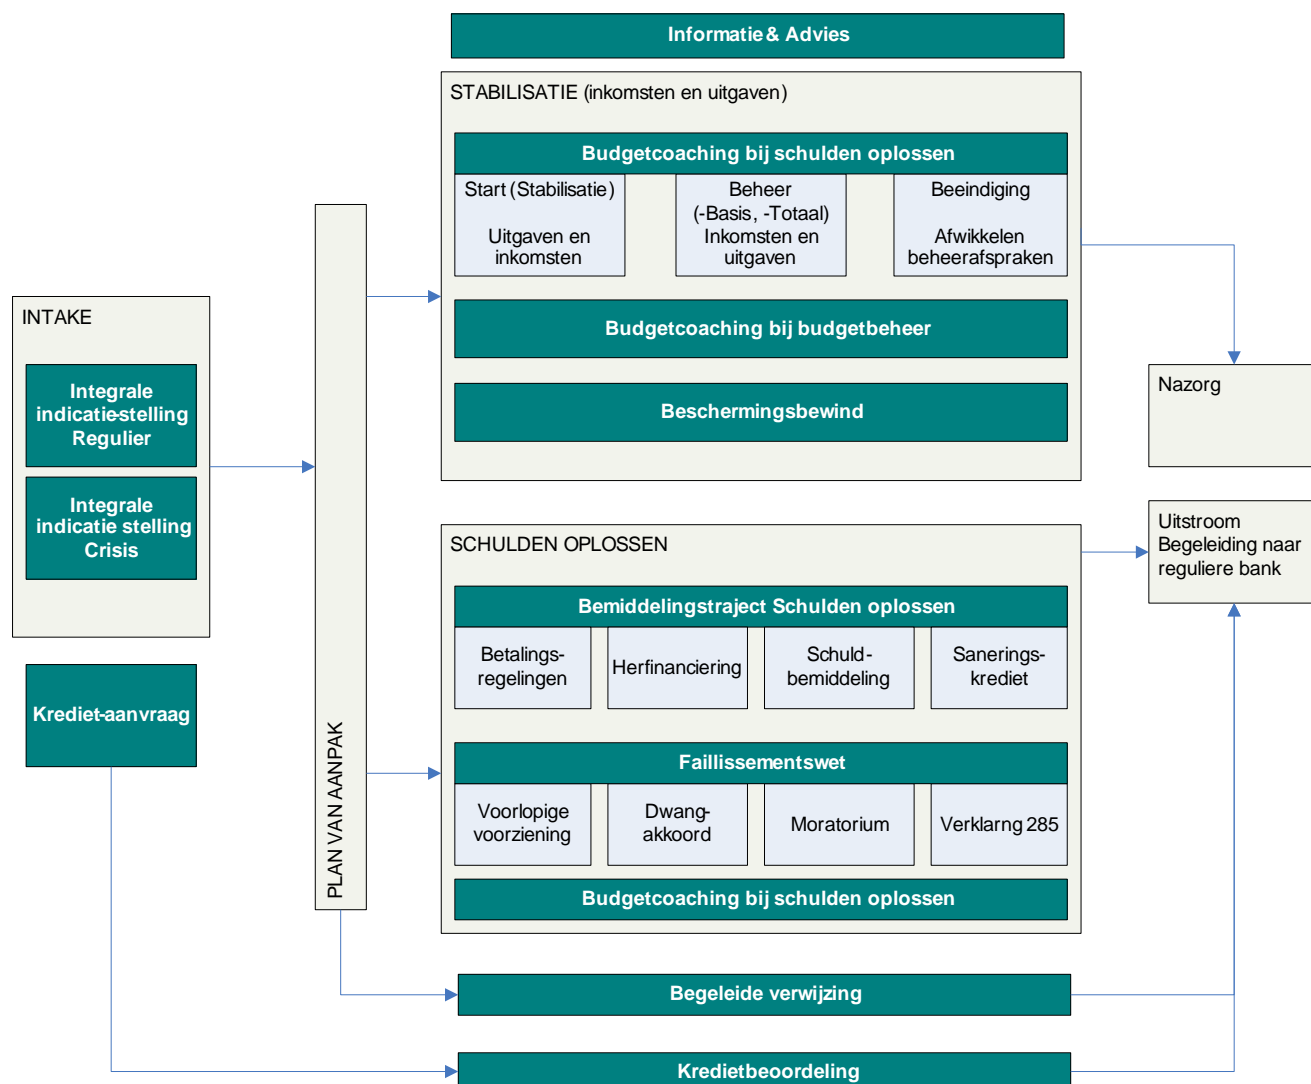 Informatie & Advies
STABILISATIE (inkomsten en uitgaven)
Budgetcoaching bij schulden oplossen
Start (Stabilisatie)
Uitgaven en
inkomsten
Beheer
(-Basis, -Totaal)
Inkomsten en
uitgaven
Beeindiging
Afwikkelen
beheerafspraken
Budgetcoaching bij budgetbeheer
Beschermingsbewind
INTAKE
Integrale
indicatie-stelling
Regulier
Integrale
indicatie stelling
Crisis
Krediet-aanvraag
PLAN VAN AANPAK
Nazorg
Uitstroom
Begeleiding naar
reguliere bank
SCHULDEN OPLOSSEN
Bemiddelingstraject Schulden oplossen
Betalings-
regelingen
Herfinanciering
Schuld-
bemiddeling
Sanerings-
krediet
Faillissementswet
Voorlopige
voorziening
Dwang-
akkoord
Moratorium
Verklarng 285
Budgetcoaching bij schulden oplossen
Begeleide verwijzing
Kredietbeoordeling